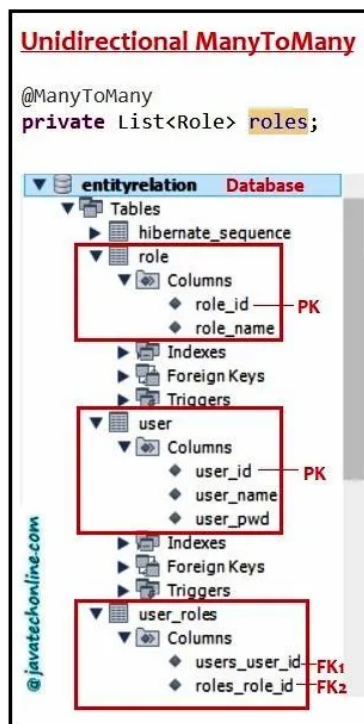 Unidirectional ManyToMany
@ManyToMany
private List<Role> roles;
entityrelation Database
Tables
hibernate_sequence
role
Columns
role_id PK
role_name
Indexes
Foreign Keys
Triggers
user
Columns
user_id PK
user_name
user_pwd
Indexes
Foreign Keys
Triggers
user_roles
Columns
users_user_id FK1
roles_role_id FK2
@javatechonline.com